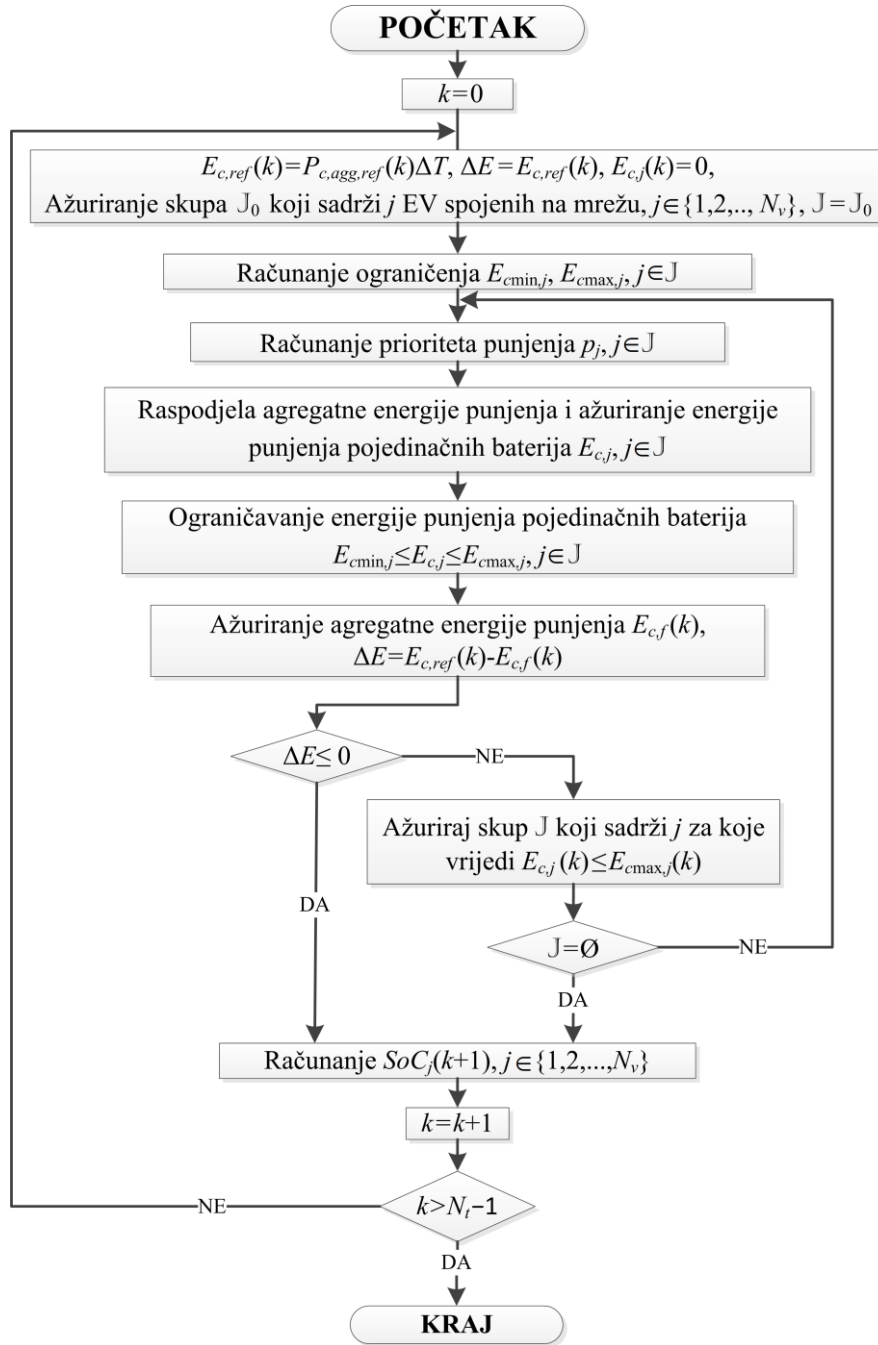 POČETAK
k=0
E_{c,ref}(k)=P_{c,agg,ref}(k)ΔT, ΔE=E_{c,ref}(k), E_{c,j}(k)=0,
Ažuriranje skupa 𝕁_0 koji sadrži j EV spojenih na mrežu, j∈{1,2,.., N_v}, 𝕁=𝕁_0
Računanje ograničenja E_{cmin,j}, E_{cmax,j}, j∈𝕁
Računanje prioriteta punjenja p_j, j∈𝕁
Raspodjela agregatne energije punjenja i ažuriranje energije
punjenja pojedinačnih baterija E_{c,j}, j∈𝕁
Ograničavanje energije punjenja pojedinačnih baterija
E_{cmin,j}≤E_{c,j}≤E_{cmax,j}, j∈𝕁
Ažuriranje agregatne energije punjenja E_{c,f}(k),
ΔE=E_{c,ref}(k)-E_{c,f}(k)
ΔE≤ 0
NE
Ažuriraj skup 𝕁 koji sadrži j za koje
vrijedi E_{c,j}(k)≤E_{cmax,j}(k)
DA
𝕁=Ø
NE
DA
Računanje SoC_j(k+1), j∈{1,2,...,N_v}
k=k+1
k>N_t−1
NE
DA
KRAJ